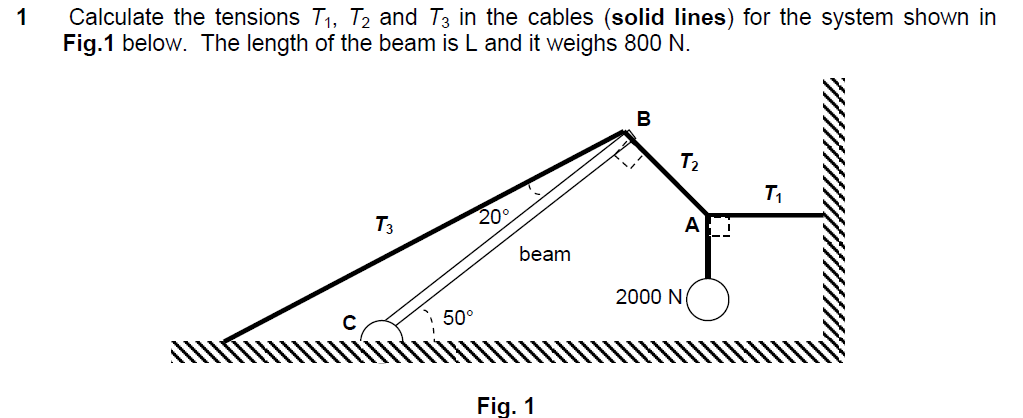 1 Calculate the tensions T₁, T₂ and T₃ in the cables (solid lines) for the system shown in
Fig.1 below. The length of the beam is L and it weighs 800 N.
B
T₂
T₁
20°
T₃
A
beam
2000 N
C
50°
Fig. 1